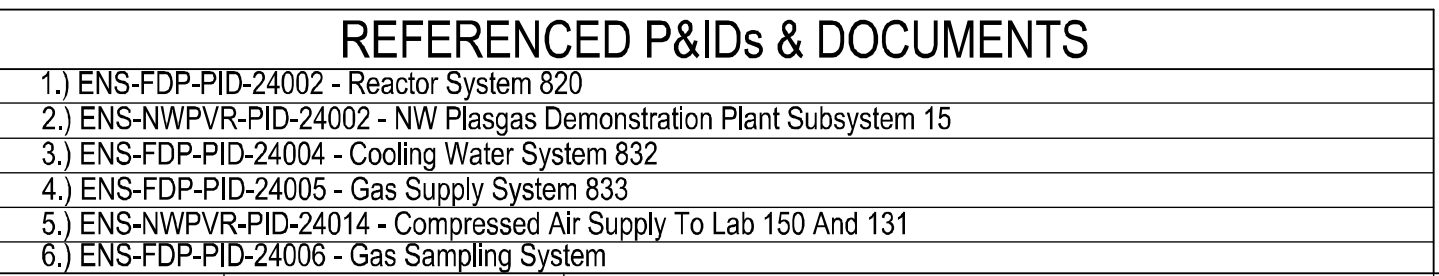 REFERENCED P&IDs & DOCUMENTS
1.) ENS-FDP-PID-24002 - Reactor System 820
2.) ENS-NWPVR-PID-24002 - NW Plasgas Demonstration Plant Subsystem 15
3.) ENS-FDP-PID-24004 - Cooling Water System 832
4.) ENS-FDP-PID-24005 - Gas Supply System 833
5.) ENS-NWPVR-PID-24014 - Compressed Air Supply To Lab 150 And 131
6.) ENS-FDP-PID-24006 - Gas Sampling System